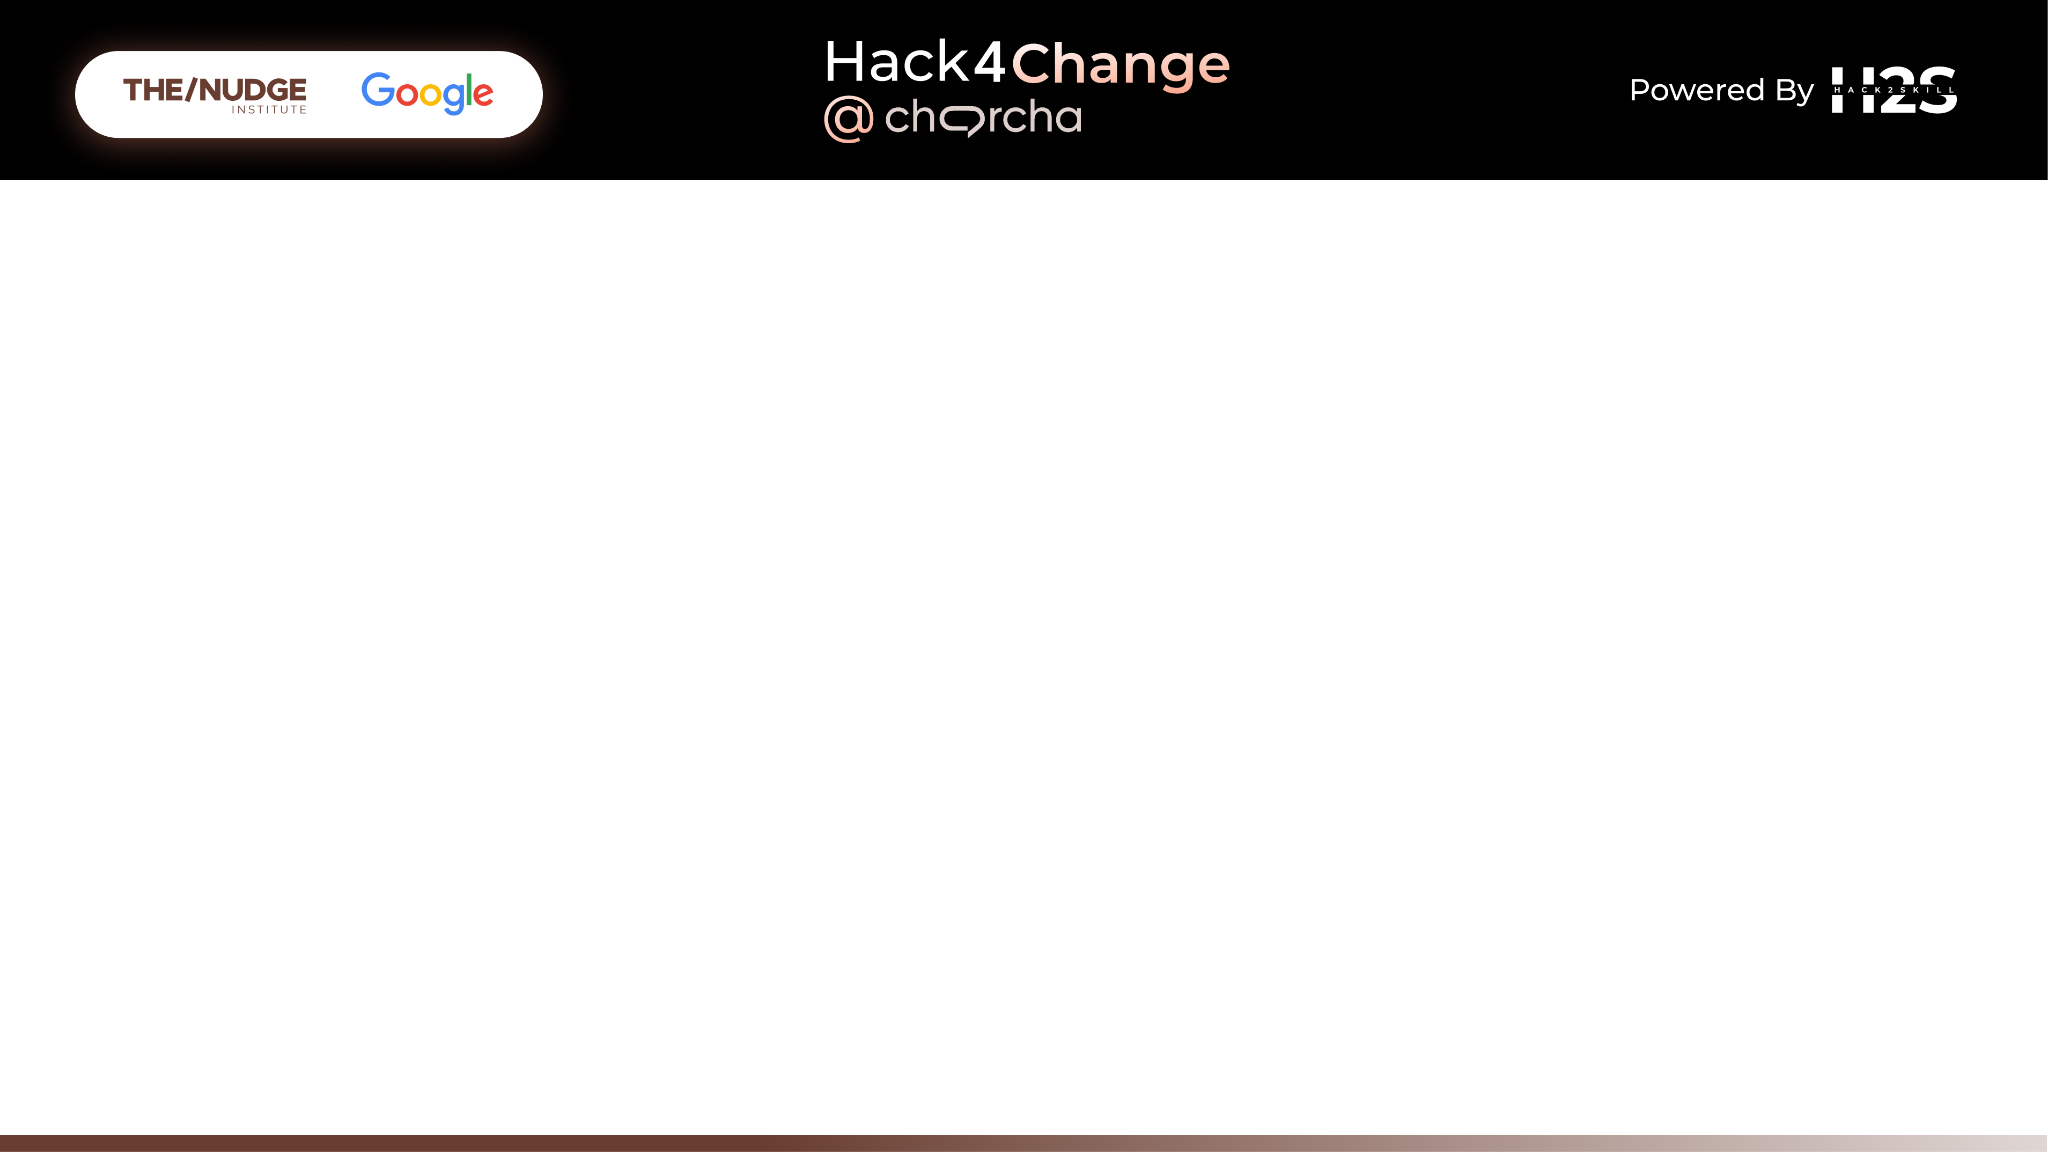 THE/NUDGE
INSTITUTE
Google
Hack4Change
@ charcha
Powered By
H2S
HACK2SKILL